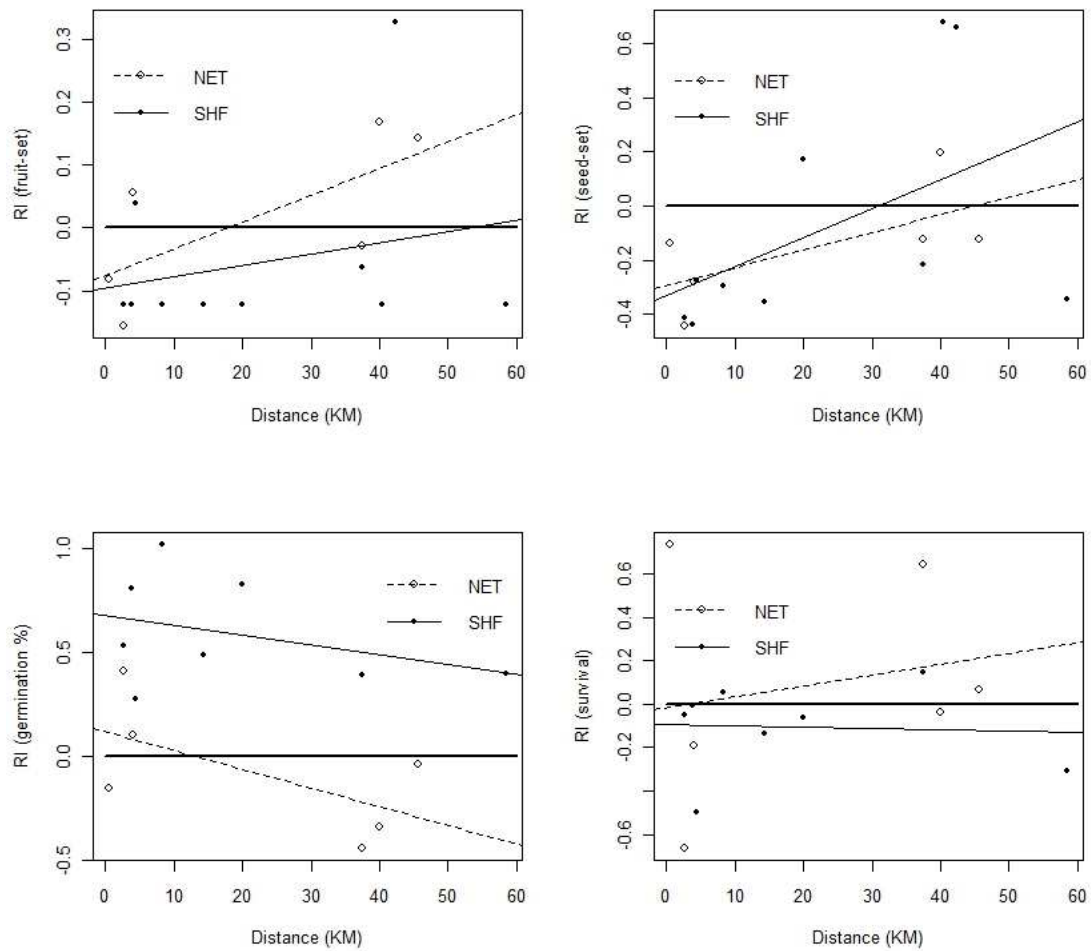 RI (fruit-set)
0.3
0.2
0.1
0.0
-0.1
NET
SHF
0 10 20 30 40 50 60
Distance (KM)
RI (seed-set)
0.6
0.2
0.0
-0.2
-0.4
NET
SHF
0 10 20 30 40 50 60
Distance (KM)
RI (germination %)
1.0
0.5
0.0
-0.5
NET
SHF
0 10 20 30 40 50 60
Distance (KM)
RI (survival)
0.6
0.2
0.0
-0.2
-0.6
NET
SHF
0 10 20 30 40 50 60
Distance (KM)